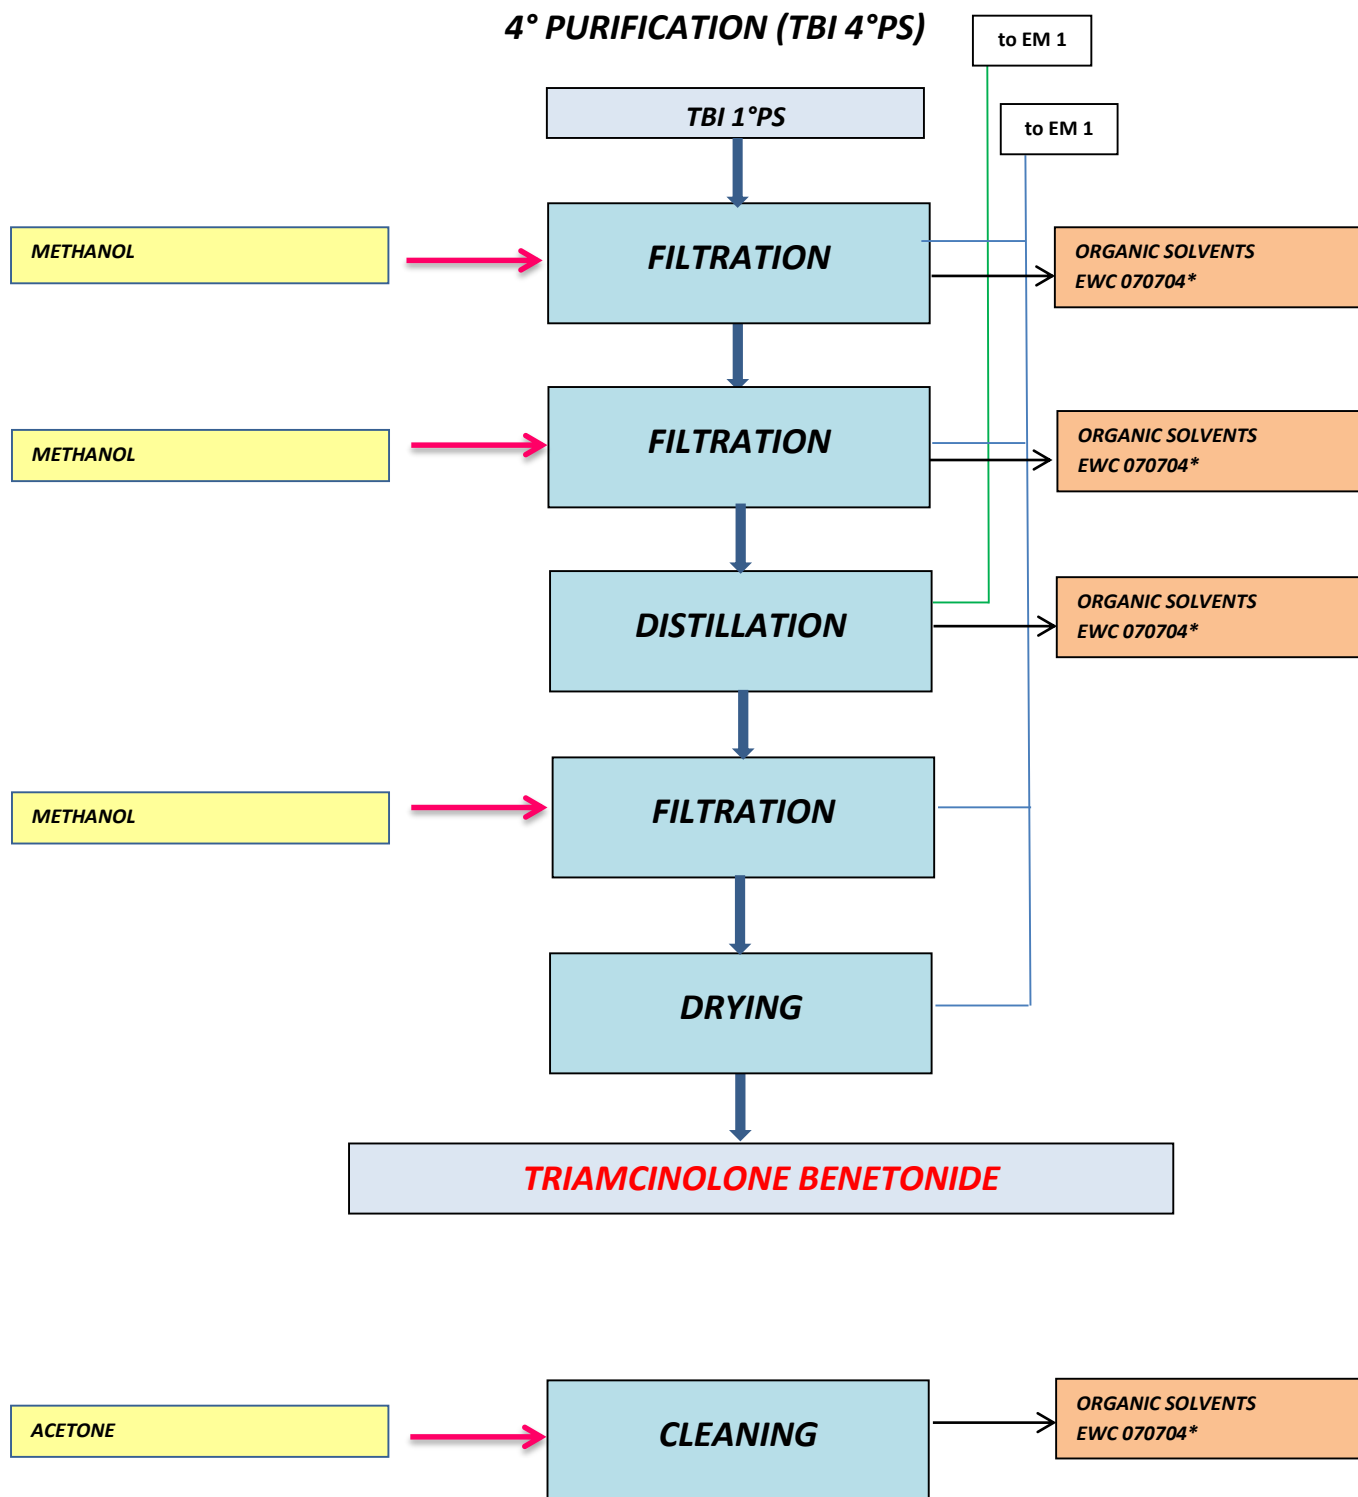 4° PURIFICATION (TBI 4°PS)
to EM 1
TBI 1°PS
to EM 1
METHANOL
FILTRATION
ORGANIC SOLVENTS
EWC 070704*
METHANOL
FILTRATION
ORGANIC SOLVENTS
EWC 070704*
DISTILLATION
ORGANIC SOLVENTS
EWC 070704*
METHANOL
FILTRATION
DRYING
TRIAMCINOLONE BENETONIDE
ACETONE
CLEANING
ORGANIC SOLVENTS
EWC 070704*